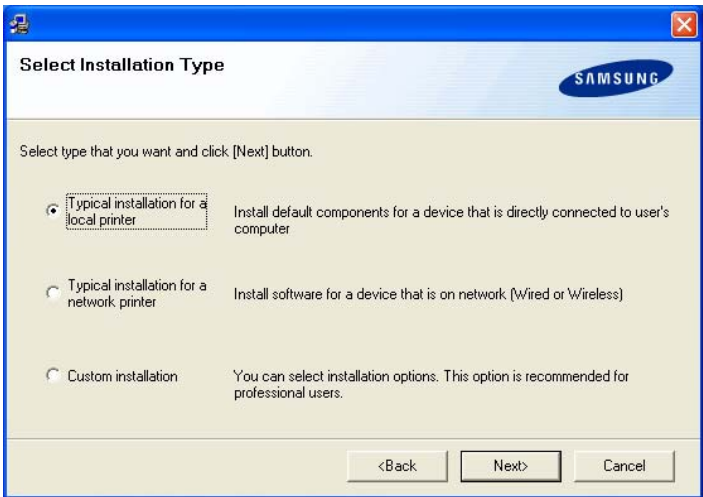 Select Installation Type
SAMSUNG
Select type that you want and click [Next] button.
Typical installation for a
local printer
Install default components for a device that is directly connected to user's
computer
Typical installation for a
network printer
Install software for a device that is on network (Wired or Wireless)
Custom installation
You can select installation options. This option is recommended for
professional users.
<Back
Next>
Cancel